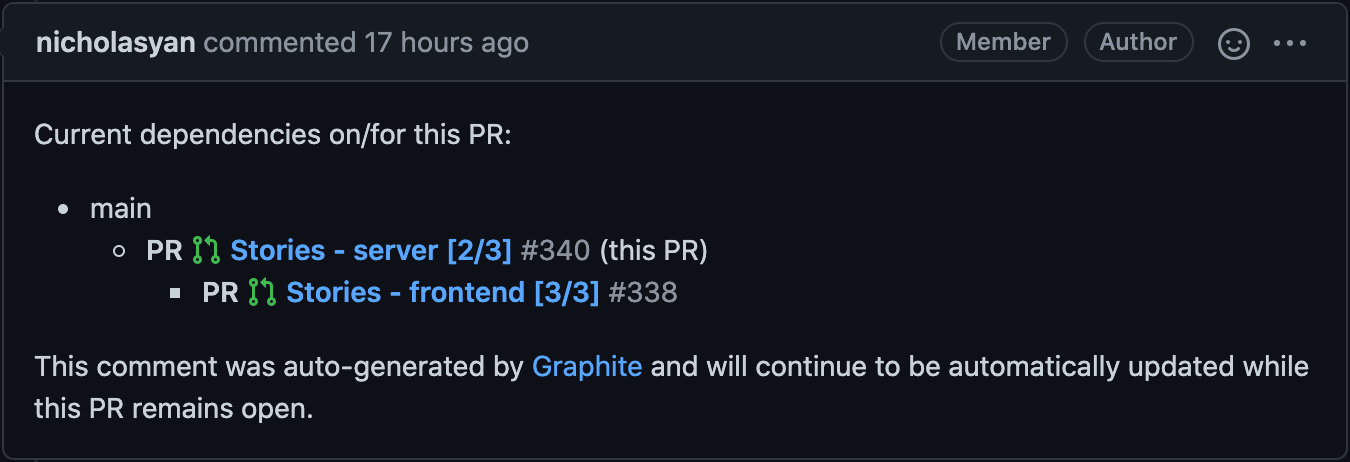 nicholasyan commented 17 hours ago Member Author
Current dependencies on/for this PR:
main
PR Stories - server [2/3] #340 (this PR)
PR Stories - frontend [3/3] #338
This comment was auto-generated by Graphite and will continue to be automatically updated while
this PR remains open.